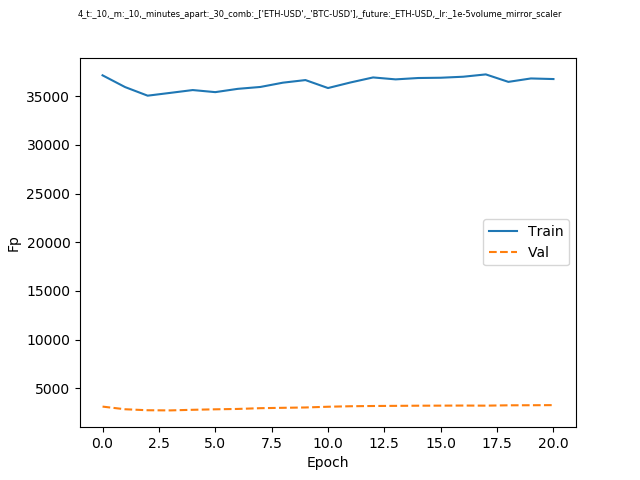 4_t:_10,_m:_10,_minutes_apart:_30_comb:_['ETH-USD',_'BTC-USD'],_future:_ETH-USD,_lr:_1e-5volume_mirror_scaler
35000
30000
25000
20000
15000
10000
5000
Fp
Train
Val
0.0 2.5 5.0 7.5 10.0 12.5 15.0 17.5 20.0
Epoch